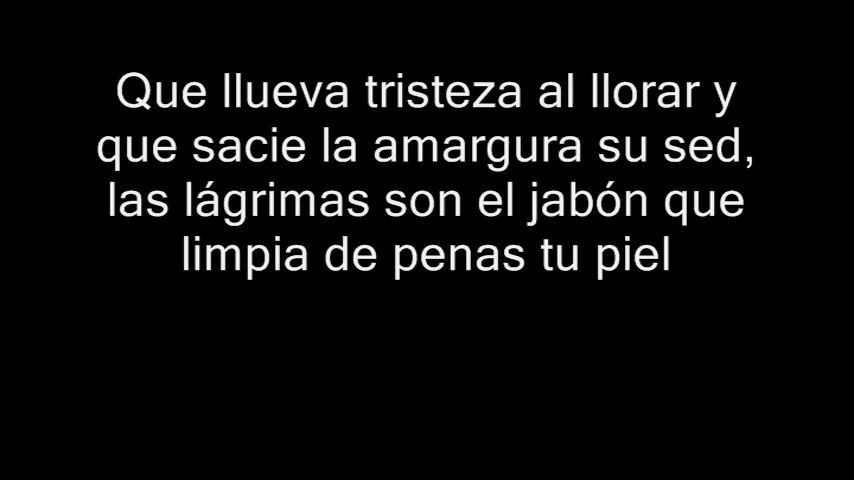 Que llueva tristeza al llorar y
que sacie la amargura su sed,
las lágrimas son el jabón que
limpia de penas tu piel